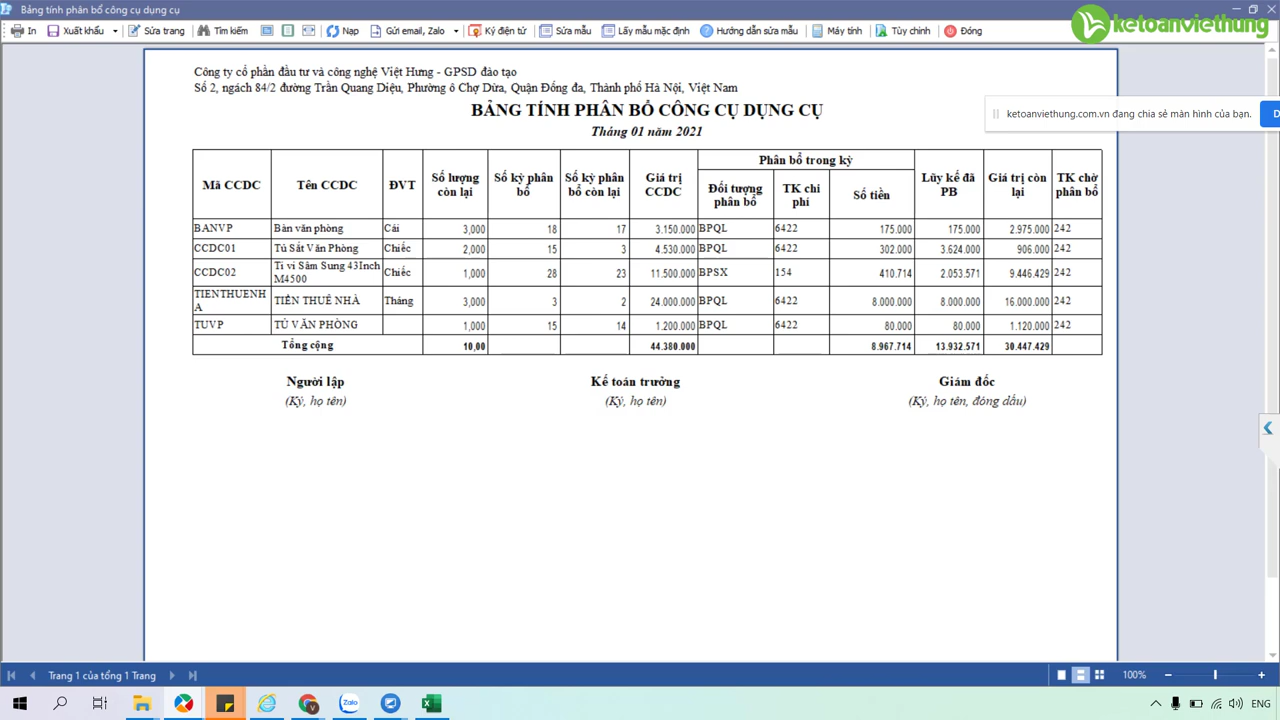 Bảng tính phân bổ công cụ dụng cụ
In Xuất khẩu Sửa trang Tìm kiếm Nạp Gửi email, Zalo Ký điện tử Sửa mẫu Lấy mẫu mặc định Hướng dẫn sửa mẫu Máy tính Tùy chỉnh Đóng
ketoanviethung
Công ty cổ phần đầu tư và công nghệ Việt Hưng - GPSD đào tạo
Số 2, ngách 84/2 đường Trần Quang Diệu, Phường ô Chợ Dừa, Quận Đống đa, Thành phố Hà Nội, Việt Nam
BẢNG TÍNH PHÂN BỔ CÔNG CỤ DỤNG CỤ
ketoanviethung.com.vn đang chia sẻ màn hình của bạn.
D
Tháng 01 năm 2021
Mã CCDC Tên CCDC ĐVT Số lượng còn lại Số kỳ phân bổ Số kỳ phân bổ còn lại Giá trị CCDC Phân bổ trong kỳ Lũy kế đã PB Giá trị còn lại TK chờ phân bổ
Đối tượng phân bổ TK chi phí Số tiền
BANVP Bàn văn phòng Cái 3,000 18 17 3.150.000 BPQL 6422 175.000 175.000 2.975.000 242
CCDC01 Tủ Sắt Văn Phòng Chiếc 2,000 15 3 4.530.000 BPQL 6422 302.000 3.624.000 906.000 242
CCDC02 Ti vi Sâm Sung 43Inch M4500 Chiếc 1,000 28 23 11.500.000 BPSX 154 410.714 2.053.571 9.446.429 242
TIENTHUENHA TIỀN THUÊ NHÀ Tháng 3,000 3 2 24.000.000 BPQL 6422 8.000.000 8.000.000 16.000.000 242
TUVP TỦ VĂN PHÒNG 1,000 15 14 1.200.000 BPQL 6422 80.000 80.000 1.120.000 242
Tổng cộng 10,00 44.380.000 8.967.714 13.932.571 30.447.429
Người lập Kế toán trưởng Giám đốc
(Ký, họ tên) (Ký, họ tên) (Ký, họ tên, đóng dấu)
Trang 1 của tổng 1 Trang 100%
Zalo ENG